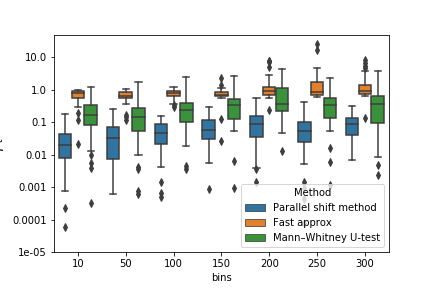 10.0
1.0
0.1
0.01
0.001
0.0001
1e-05
10 50 100 150 200 250 300
bins
Method
Parallel shift method
Fast approx
Mann–Whitney U-test